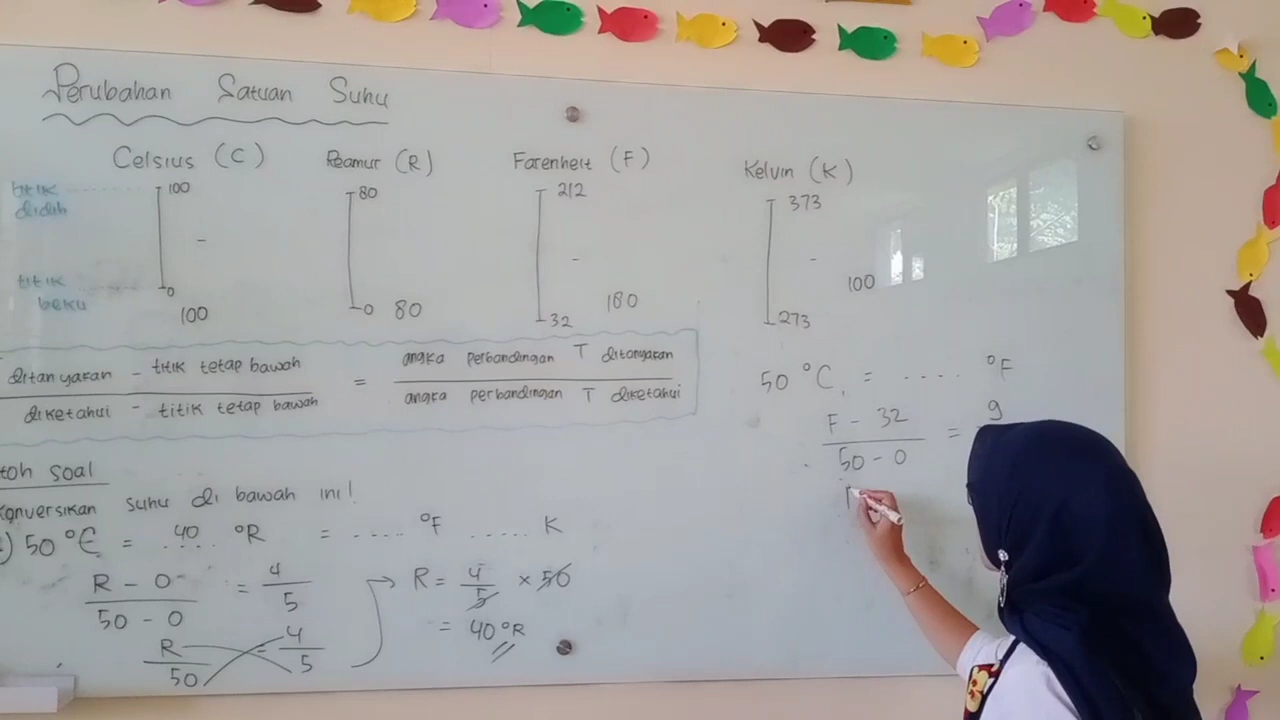 Perubahan Satuan Suhu
Celsius (C) Reamur (R) Farenheit (F) Kelvin (K)
titik didih 100 80 212 373
- - -
titik beku 0 0 32 273
100 80 180 100
ditanyakan - titik tetap bawah = angka perbandingan T ditanyakan
diketahui - titik tetap bawah angka perbandingan T diketahui
50 °C = .... °F
F - 32 = 9
50 - 0
soal
Konversikan suhu di bawah ini!
50 °C = 40 °R = .... °F ..... K
R - 0 = 4
50 - 0 5
R = 4
50 5
R = 4/5 × 50
= 40 °R